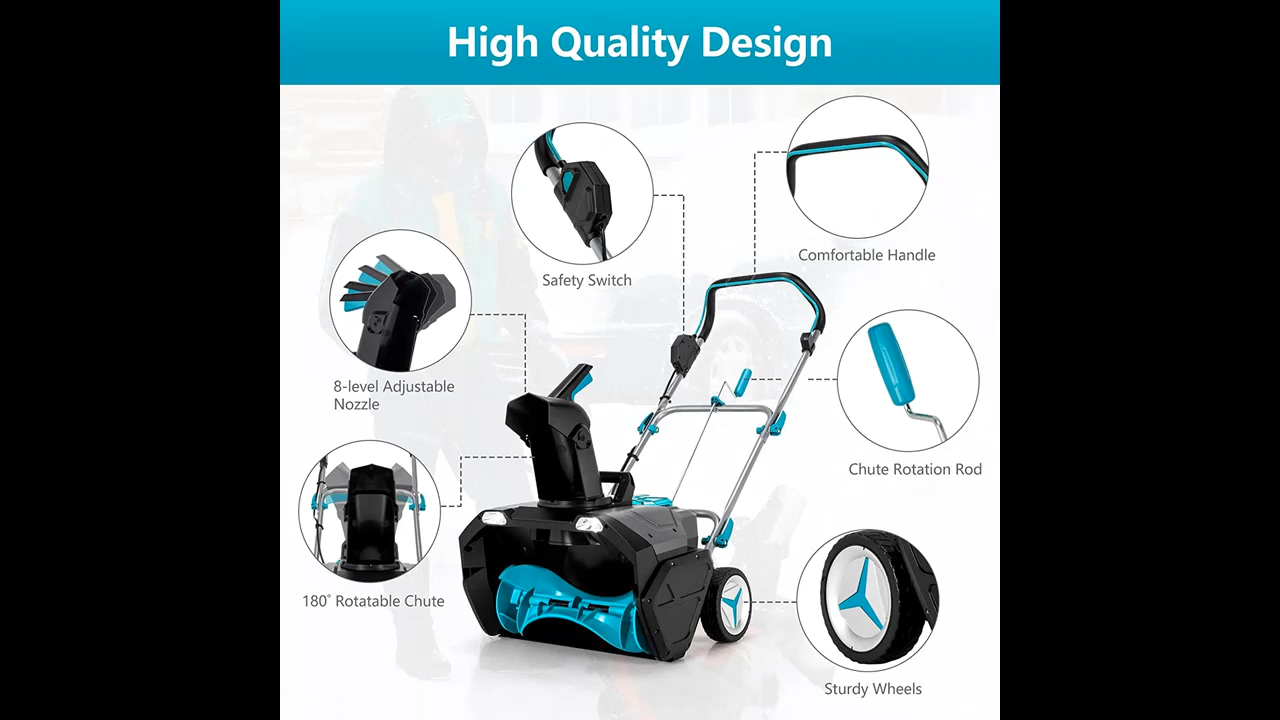 High Quality Design
Safety Switch
Comfortable Handle
8-level Adjustable
Nozzle
Chute Rotation Rod
180° Rotatable Chute
Sturdy Wheels